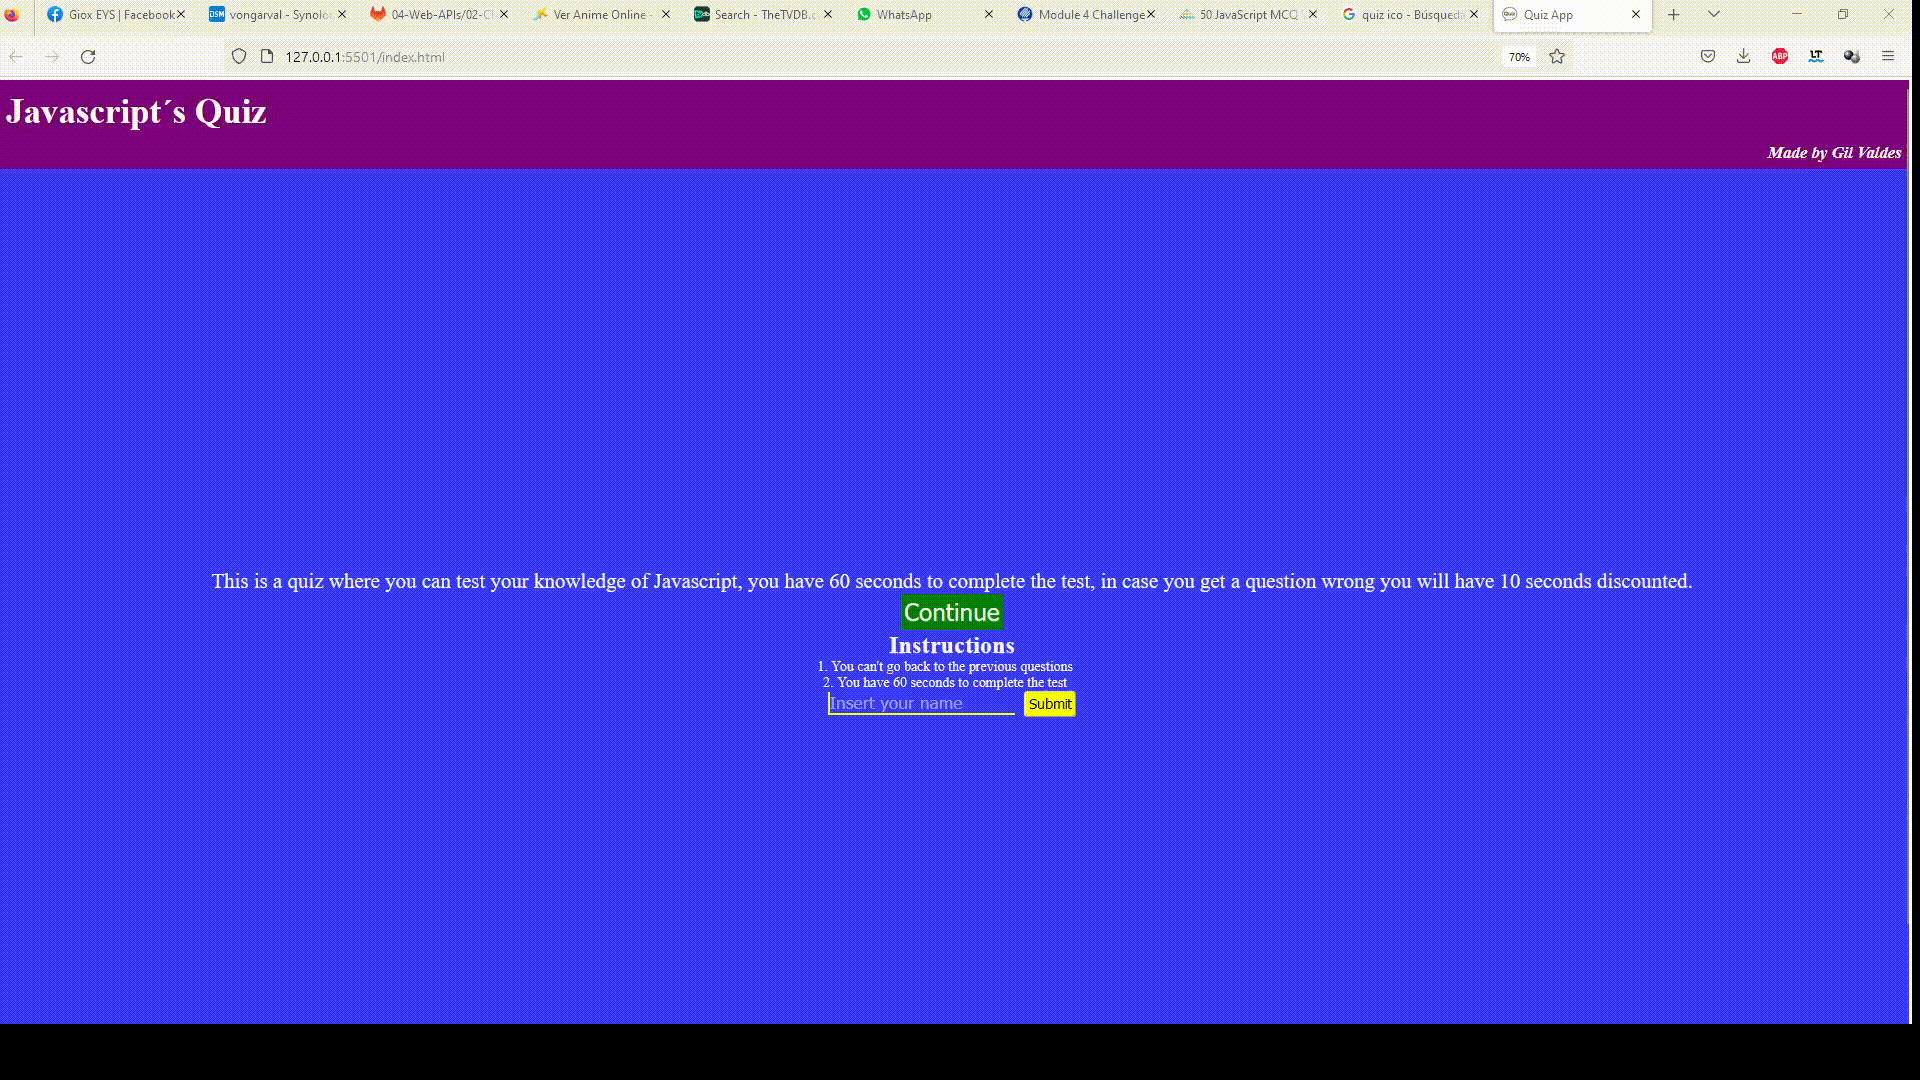 Giox EYS | Facebook
vongarval - Synolo
04-Web-APIs/02-C
Ver Anime Online -
Search - TheTVDB.c
WhatsApp
Module 4 Challenge
50 JavaScript MCQ
quiz ico - Búsqueda
Quiz App
127.0.0.1:5501/index.html
70%
ABP
LT
Javascript´s Quiz
Made by Gil Valdes
This is a quiz where you can test your knowledge of Javascript, you have 60 seconds to complete the test, in case you get a question wrong you will have 10 seconds discounted.
Continue
Instructions
1. You can't go back to the previous questions
2. You have 60 seconds to complete the test
Insert your name
Submit